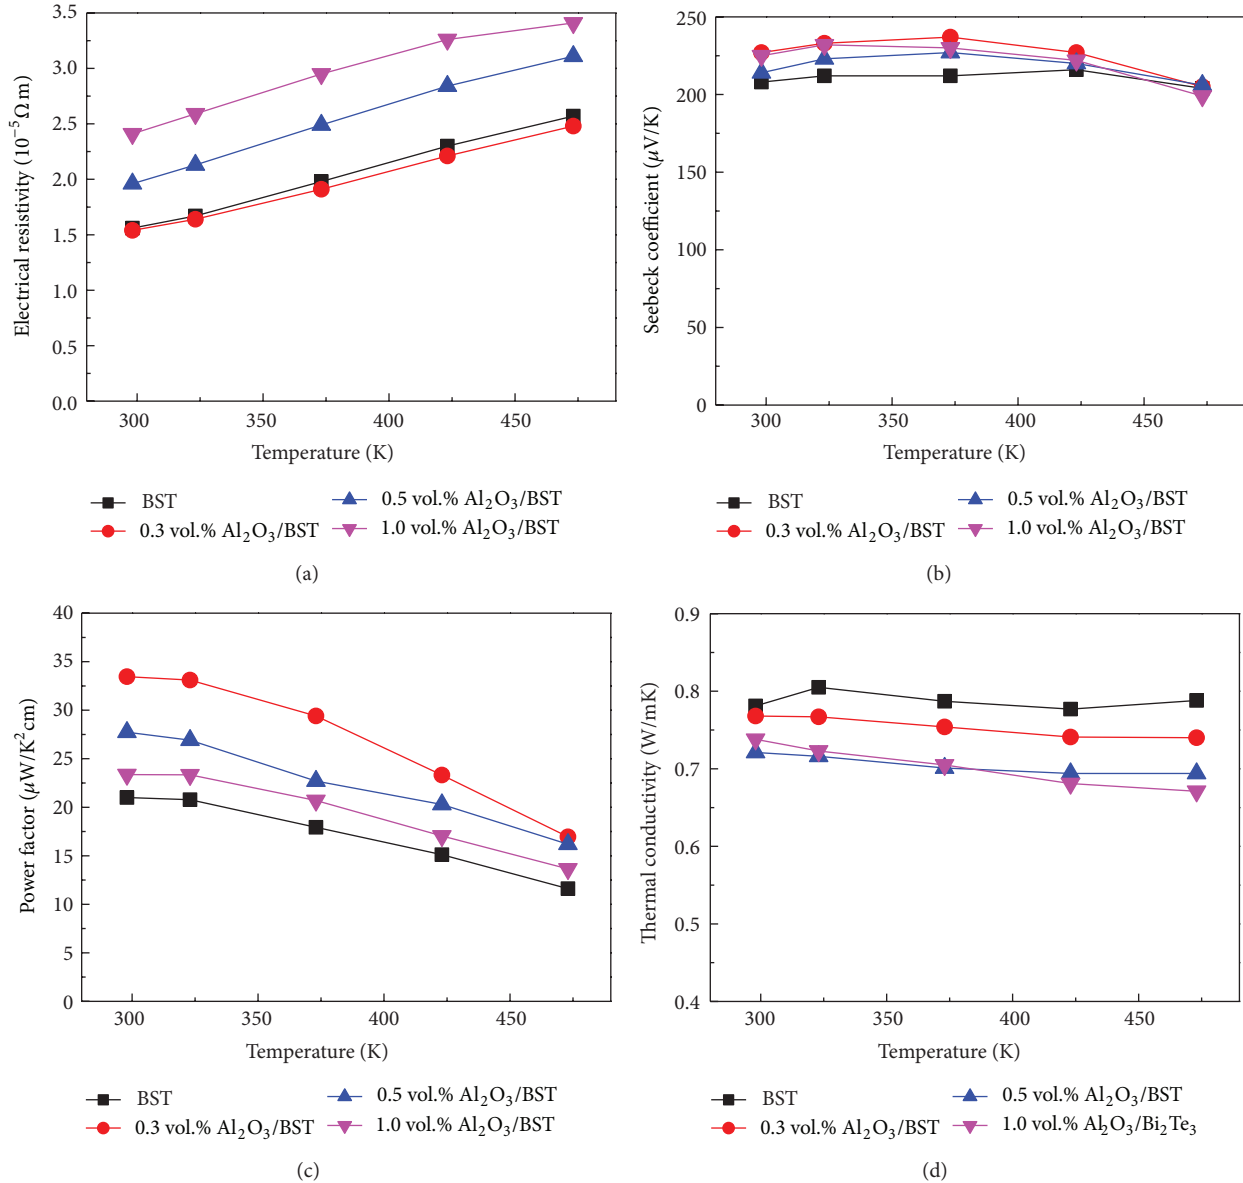 3.5
3.0
2.5
2.0
1.5
1.0
0.5
0.0
Electrical resistivity (10⁻⁵ Ω m)
300 350 400 450
Temperature (K)
BST
0.3 vol.% Al₂O₃/BST
0.5 vol.% Al₂O₃/BST
1.0 vol.% Al₂O₃/BST
(a)
250
200
150
100
50
0
Seebeck coefficient (μV/K)
300 350 400 450
Temperature (K)
BST
0.3 vol.% Al₂O₃/BST
0.5 vol.% Al₂O₃/BST
1.0 vol.% Al₂O₃/BST
(b)
40
35
30
25
20
15
10
5
0
Power factor (μW/K² cm)
300 350 400 450
Temperature (K)
BST
0.3 vol.% Al₂O₃/BST
0.5 vol.% Al₂O₃/BST
1.0 vol.% Al₂O₃/BST
(c)
0.9
0.8
0.7
0.6
0.5
0.4
Thermal conductivity (W/mK)
300 350 400 450
Temperature (K)
BST
0.3 vol.% Al₂O₃/BST
0.5 vol.% Al₂O₃/BST
1.0 vol.% Al₂O₃/Bi₂Te₃
(d)